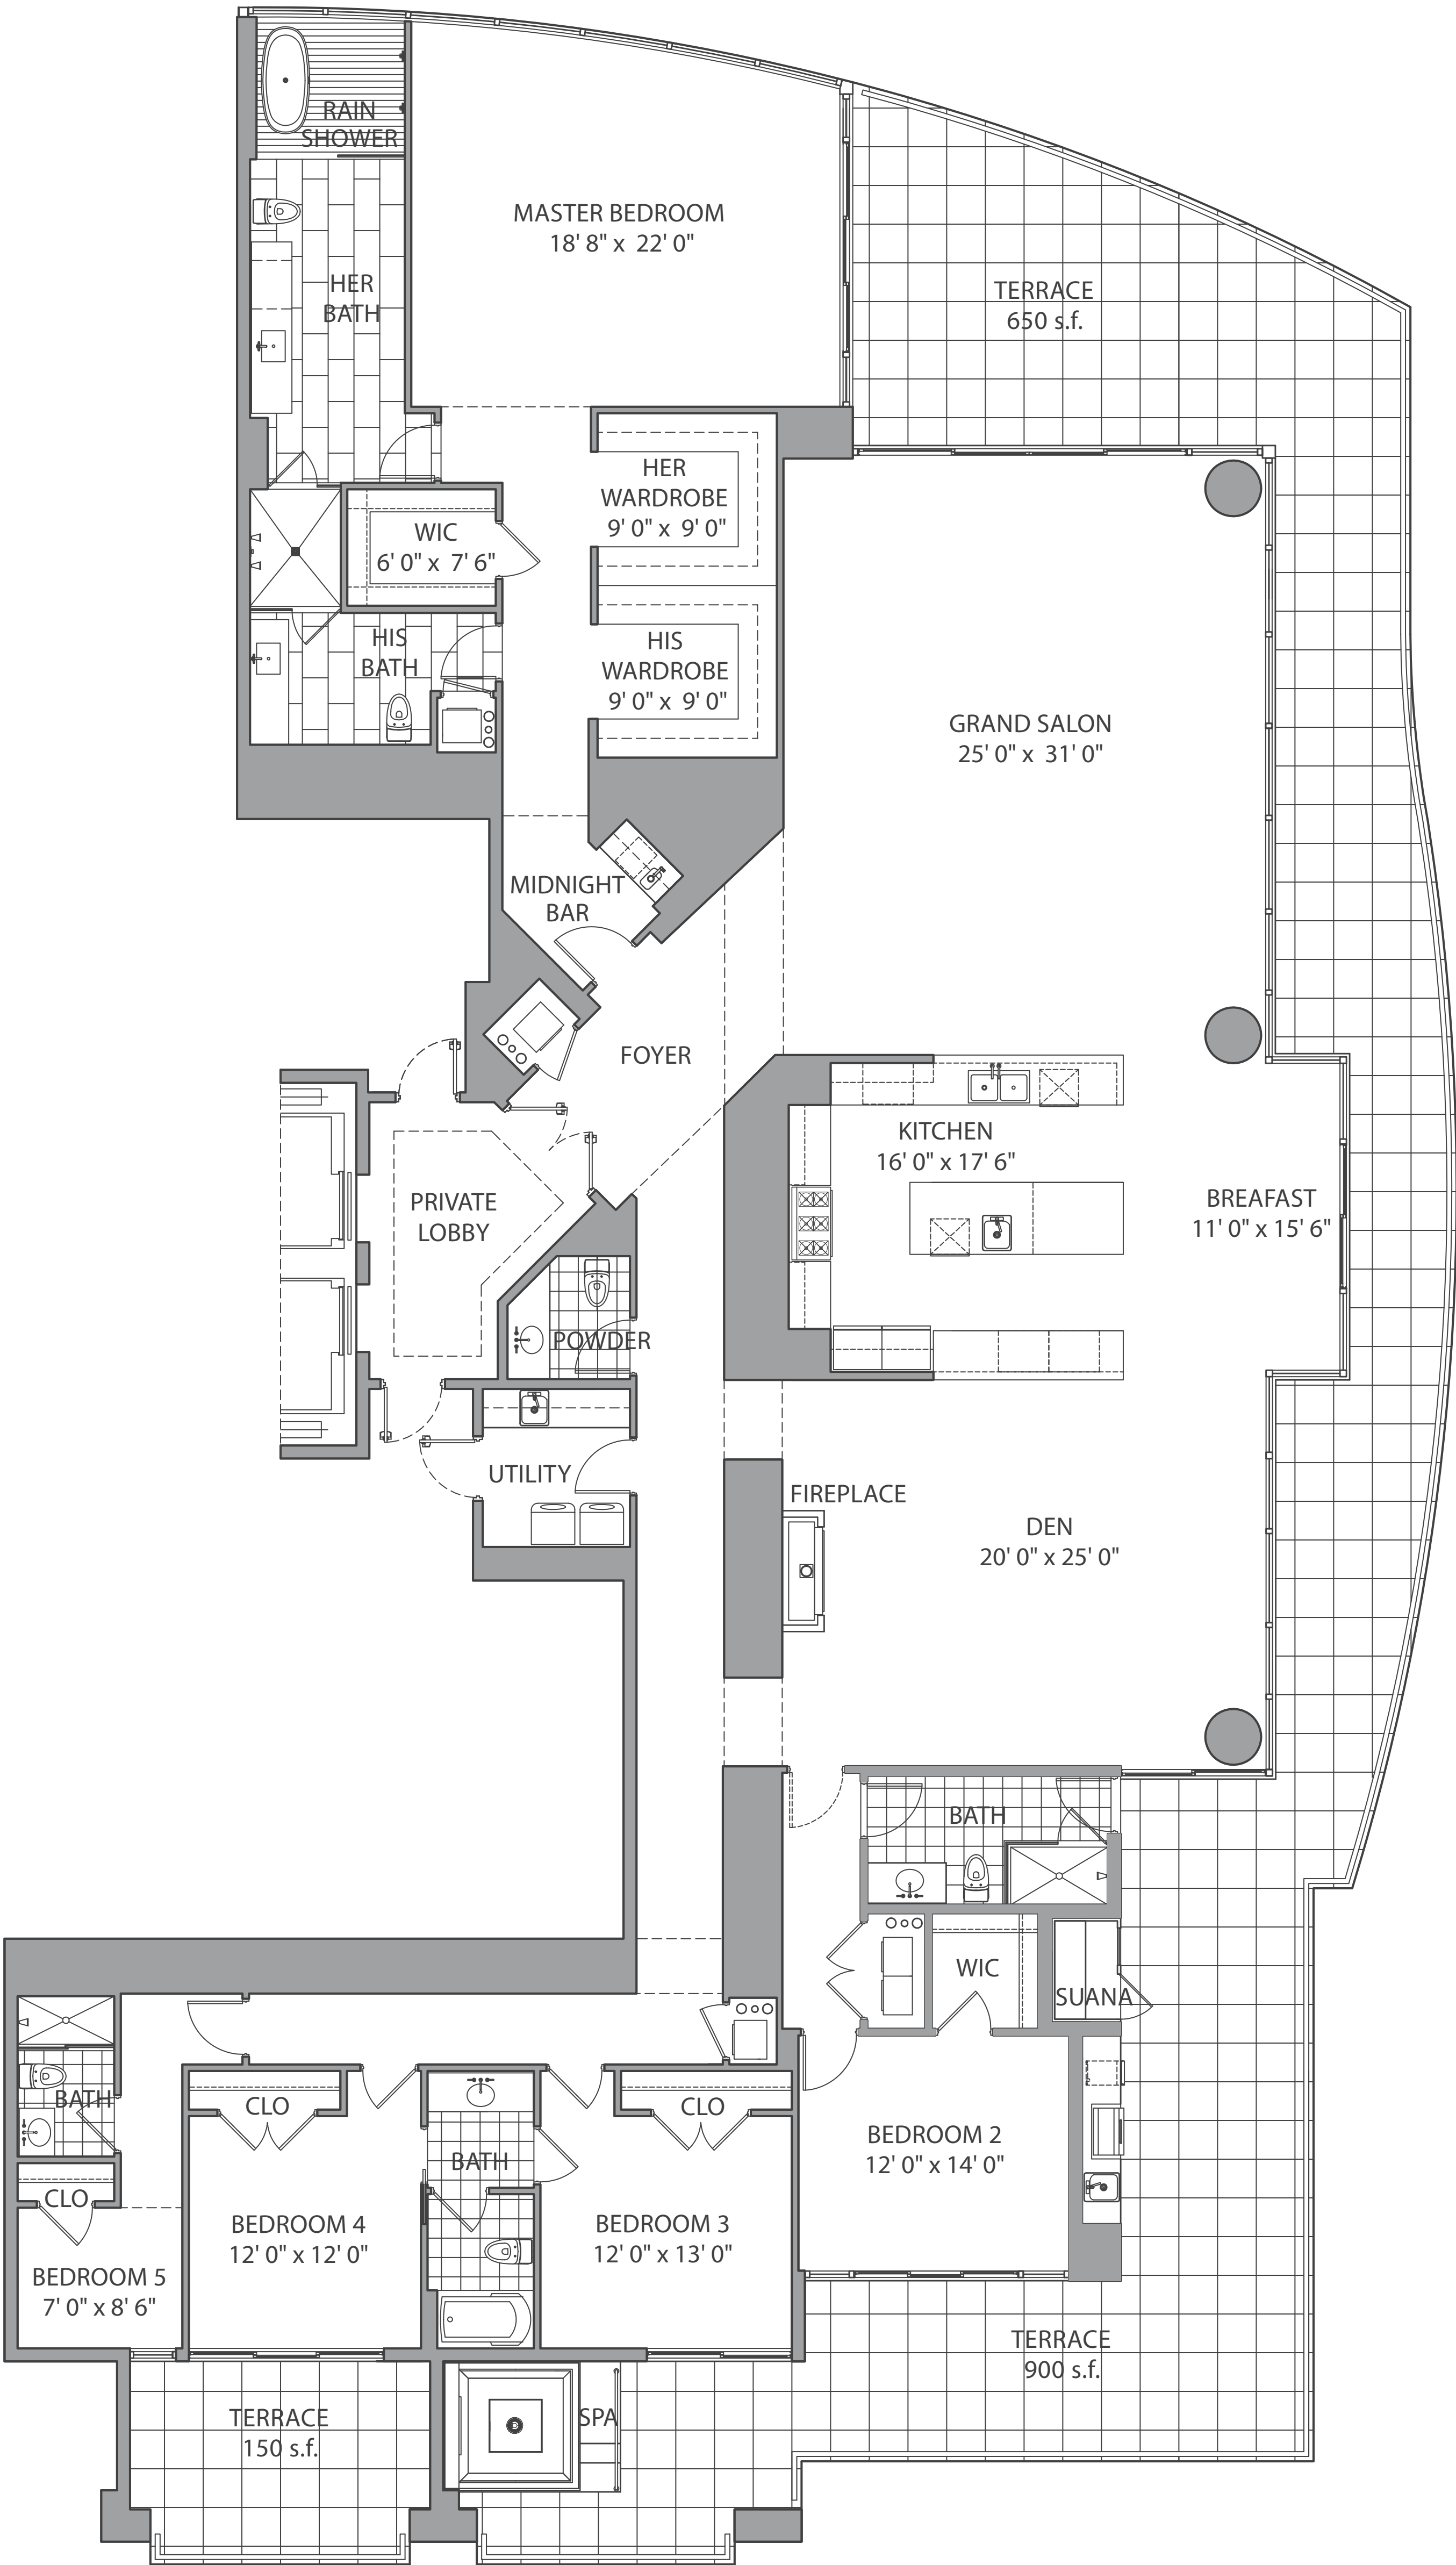 RAIN
SHOWER
MASTER BEDROOM
18' 8" x 22' 0"
HER
BATH
TERRACE
650 s.f.
HER
WARDROBE
9' 0" x 9' 0"
WIC
6' 0" x 7' 6"
HIS
BATH
HIS
WARDROBE
9' 0" x 9' 0"
GRAND SALON
25' 0" x 31' 0"
MIDNIGHT
BAR
FOYER
KITCHEN
16' 0" x 17' 6"
PRIVATE
LOBBY
BREAFAST
11' 0" x 15' 6"
POWDER
UTILITY
FIREPLACE
DEN
20' 0" x 25' 0"
BATH
WIC
SUANA
BATH
CLO
CLO
BATH
BEDROOM 2
12' 0" x 14' 0"
CLO
BEDROOM 4
12' 0" x 12' 0"
BEDROOM 3
12' 0" x 13' 0"
BEDROOM 5
7' 0" x 8' 6"
TERRACE
900 s.f.
TERRACE
150 s.f.
SPA